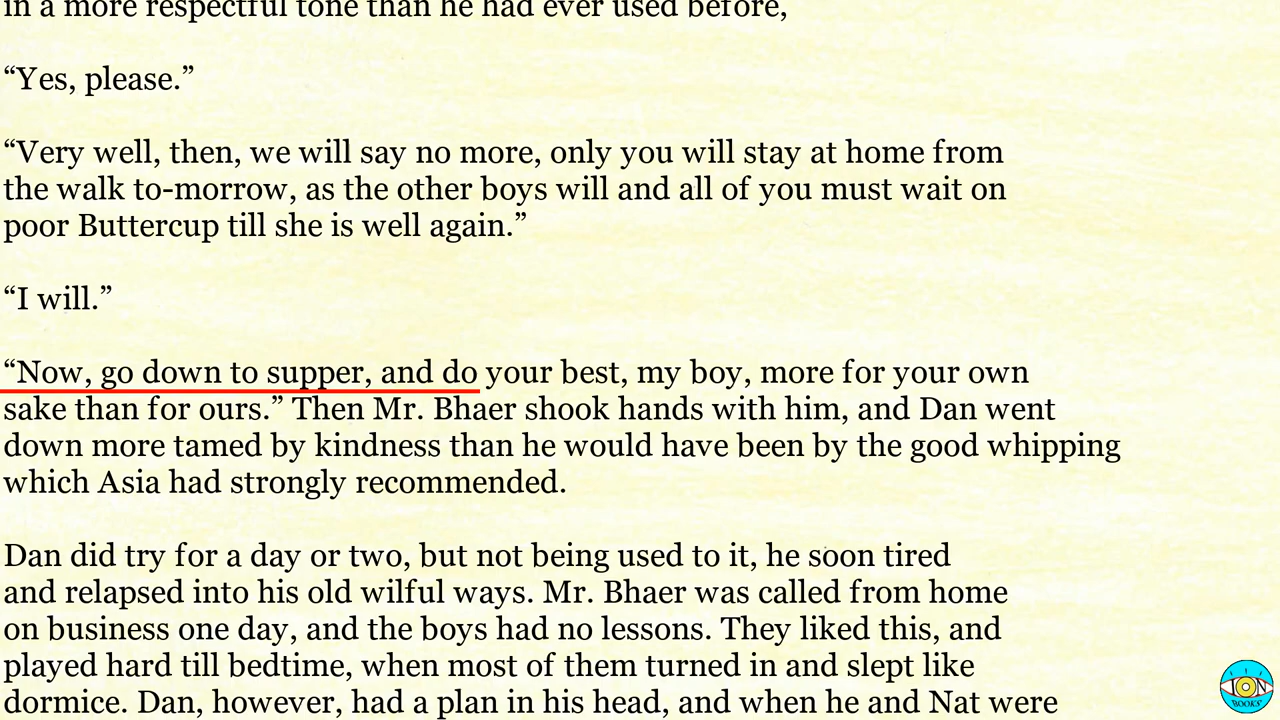 in a more respectful tone than he had ever used before,
“Yes, please.”
“Very well, then, we will say no more, only you will stay at home from
the walk to-morrow, as the other boys will and all of you must wait on
poor Buttercup till she is well again.”
“I will.”
“Now, go down to supper, and do your best, my boy, more for your own
sake than for ours.” Then Mr. Bhaer shook hands with him, and Dan went
down more tamed by kindness than he would have been by the good whipping
which Asia had strongly recommended.
Dan did try for a day or two, but not being used to it, he soon tired
and relapsed into his old wilful ways. Mr. Bhaer was called from home
on business one day, and the boys had no lessons. They liked this, and
played hard till bedtime, when most of them turned in and slept like
dormice. Dan, however, had a plan in his head, and when he and Nat were
ION
BOOKS